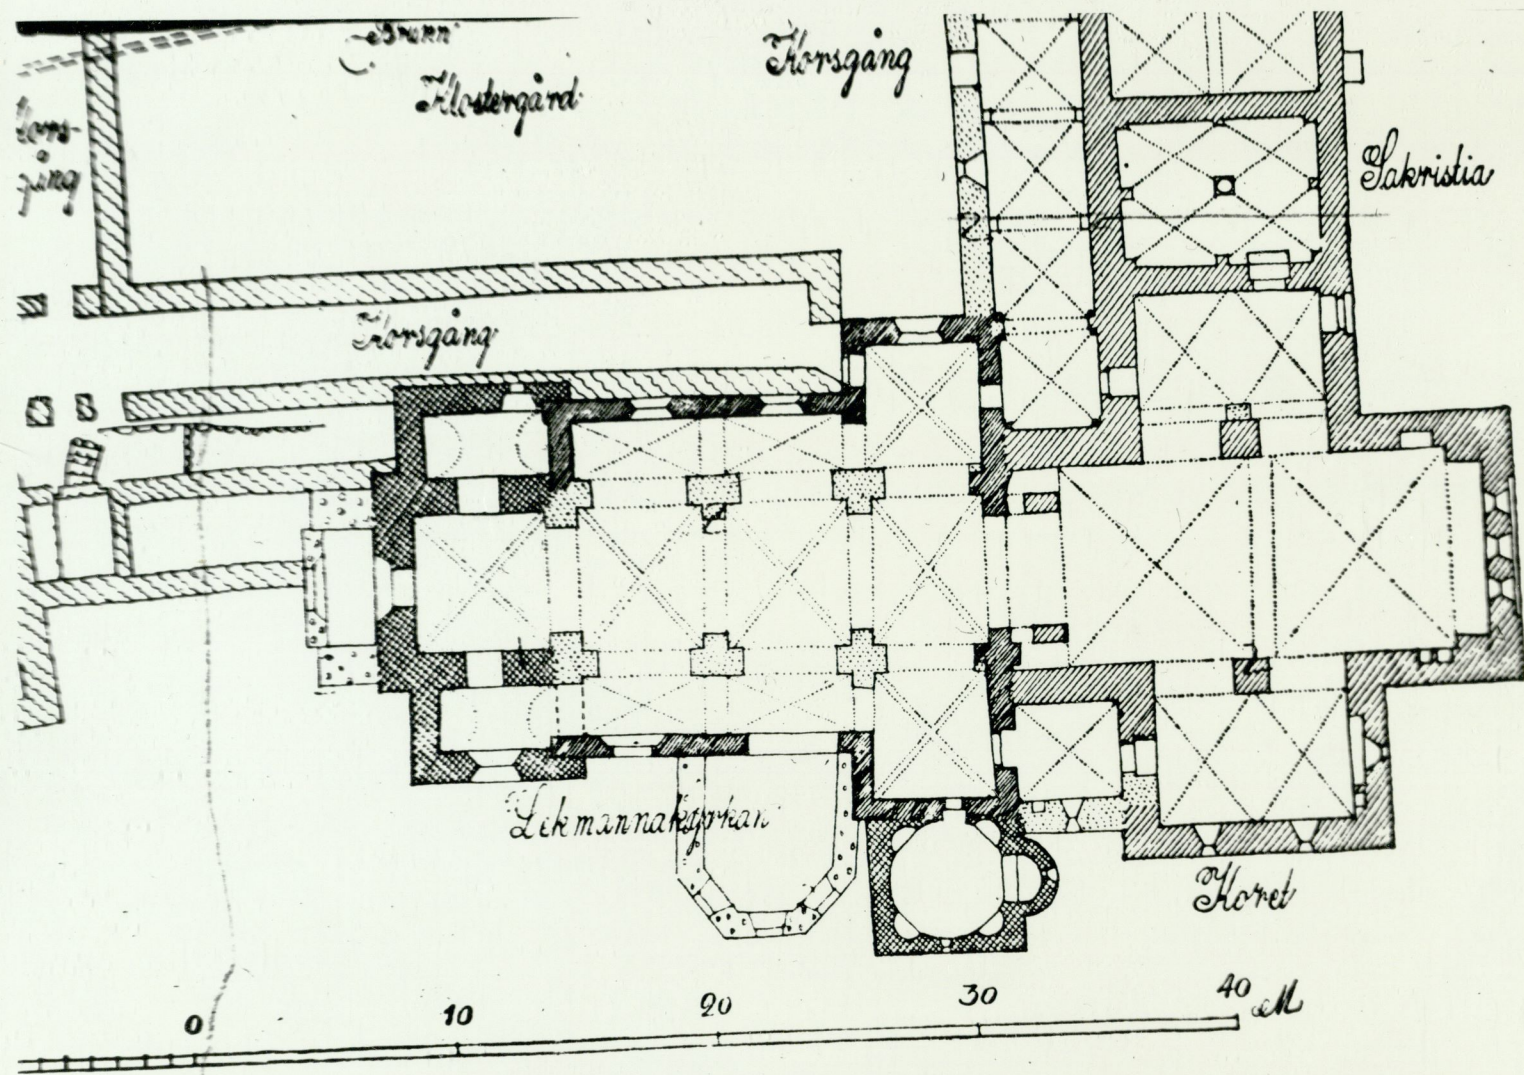 Brunn
Klostergård
Korsgång
Kors-
gång
Sakristia
Korsgång
Lekmannakyrkan
Koret
0 10 20 30 40 M